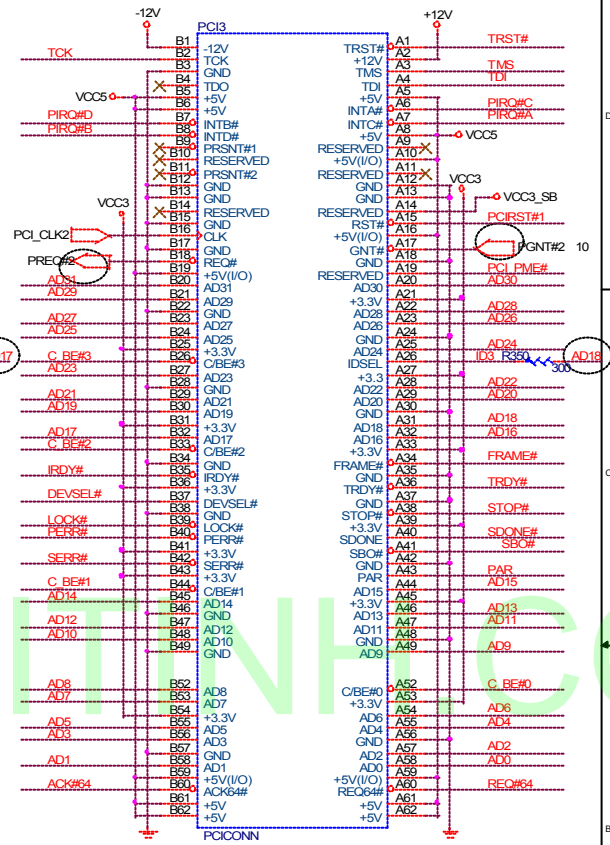 -12V +12V
PCI3
B1 -12V TRST# A1 TRST#
TCK B2 TCK +12V A2
B3 GND TMS A3 TMS
B4 TDO TDI A4 TDI
VCC5 B5 +5V +5V A5
B6 +5V INTA# A6 PIRQ#C
PIRQ#D B7 INTB# INTC# A7 PIRQ#A
PIRQ#B B8 INTD# +5V A8 VCC5
B9 PRSNT#1 RESERVED A9
B10 RESERVED +5V(I/O) A10
B11 PRSNT#2 RESERVED A11
B12 GND GND A12 VCC3
B13 GND GND A13 VCC3_SB
VCC3 B14 RESERVED RESERVED A14
B15 GND RST# A15 PCIRST#1
PCI_CLK2 B16 CLK +5V(I/O) A16
B17 GND GNT# A17 PGNT#2 10
PREQ#2 B18 REQ# GND A18
B19 +5V(I/O) RESERVED A19 PCI_PME#
AD31 B20 AD31 AD30 A20 AD30
AD29 B21 AD29 +3.3V A21
B22 GND AD28 A22 AD28
AD27 B23 AD27 AD26 A23 AD26
AD25 B24 AD25 GND A24
B25 +3.3V AD24 A25 AD24
17 C_BE#3 B26 C/BE#3 IDSEL A26 ID3 R350 300 AD18
AD23 B27 AD23 +3.3 A27
B28 GND AD22 A28 AD22
AD21 B29 AD21 AD20 A29 AD20
AD19 B30 AD19 GND A30
B31 +3.3V AD18 A31 AD18
AD17 B32 AD17 AD16 A32 AD16
C_BE#2 B33 C/BE#2 +3.3V A33
B34 GND FRAME# A34 FRAME#
IRDY# B35 IRDY# GND A35
B36 +3.3V TRDY# A36 TRDY#
DEVSEL# B37 DEVSEL# GND A37
B38 GND STOP# A38 STOP#
LOCK# B39 LOCK# +3.3V A39
PERR# B40 PERR# SDONE A40 SDONE#
B41 +3.3V SBO# A41 SBO#
SERR# B42 SERR# GND A42
B43 +3.3V PAR A43 PAR
C_BE#1 B44 C/BE#1 AD15 A44 AD15
AD14 B45 AD14 +3.3V A45
B46 GND AD13 A46 AD13
AD12 B47 AD12 AD11 A47 AD11
AD10 B48 AD10 GND A48
B49 GND AD9 A49 AD9
AD8 B52 AD8 C/BE#0 A52 C_BE#0
AD7 B53 AD7 +3.3V A53
B54 +3.3V AD6 A54 AD6
AD5 B55 AD5 AD4 A55 AD4
AD3 B56 AD3 GND A56
B57 GND AD2 A57 AD2
AD1 B58 AD1 AD0 A58 AD0
B59 +5V(I/O) +5V(I/O) A59
ACK#64 B60 ACK64# REQ64# A60 REQ#64
B61 +5V +5V A61
B62 +5V +5V A62
PCICONN
D
C
B
ITINH.CO